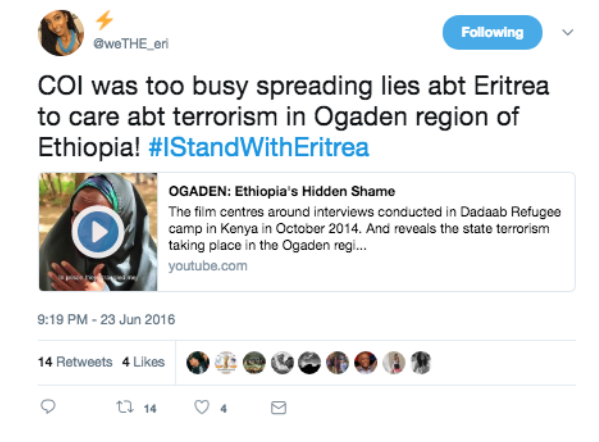 ⚡
@weTHE_eri
Following
COI was too busy spreading lies abt Eritrea
to care abt terrorism in Ogaden region of
Ethiopia! #IStandWithEritrea
OGADEN: Ethiopia's Hidden Shame
The film centres around interviews conducted in Dadaab Refugee
camp in Kenya in October 2014. And reveals the state terrorism
taking place in the Ogaden regi...
youtube.com
9:19 PM - 23 Jun 2016
14 Retweets 4 Likes
14 4